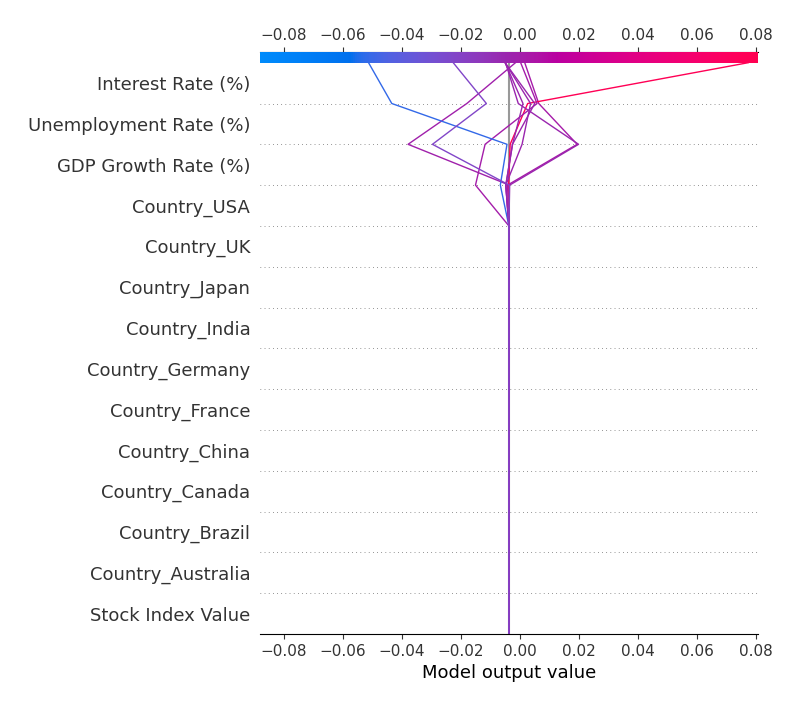 −0.08 −0.06 −0.04 −0.02 0.00 0.02 0.04 0.06 0.08
Interest Rate (%)
Unemployment Rate (%)
GDP Growth Rate (%)
Country_USA
Country_UK
Country_Japan
Country_India
Country_Germany
Country_France
Country_China
Country_Canada
Country_Brazil
Country_Australia
Stock Index Value
−0.08 −0.06 −0.04 −0.02 0.00 0.02 0.04 0.06 0.08
Model output value